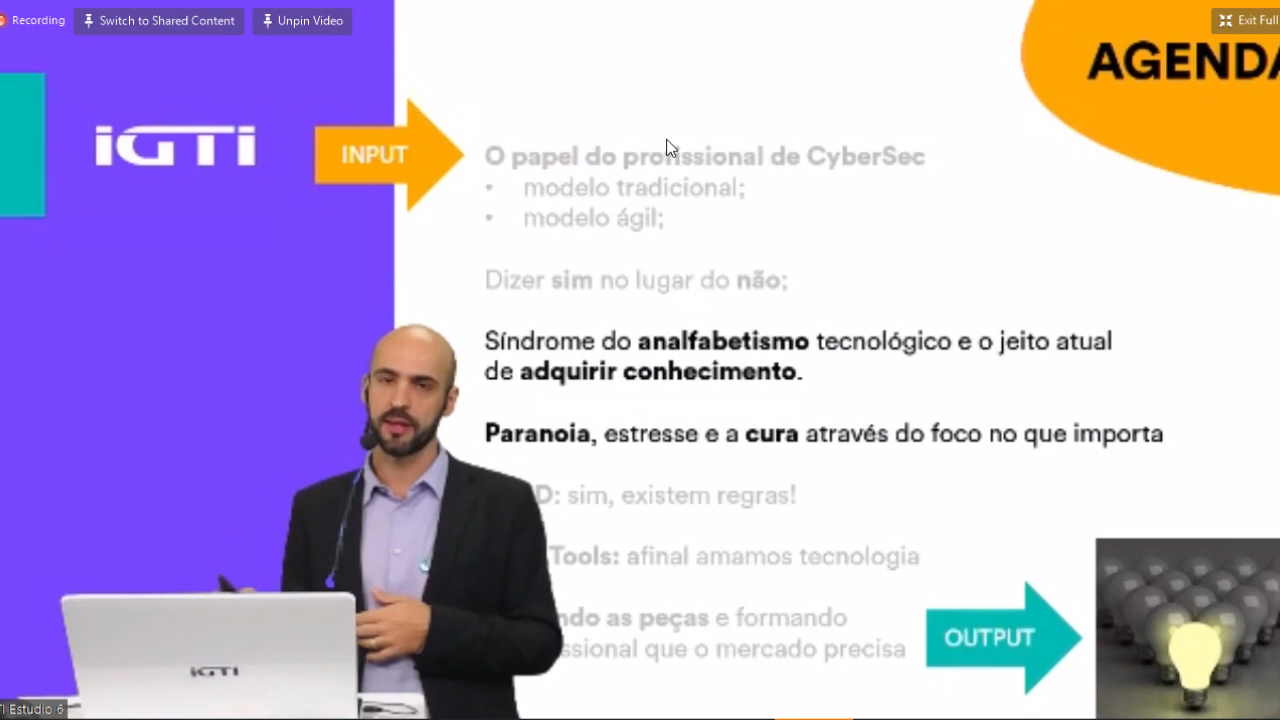 Recording
Switch to Shared Content
Unpin Video
Exit Full
AGENDA
iGTi
INPUT
O papel do profissional de CyberSec
• modelo tradicional;
• modelo ágil;
Dizer sim no lugar do não;
Síndrome do analfabetismo tecnológico e o jeito atual
de adquirir conhecimento.
Paranoia, estresse e a cura através do foco no que importa
D: sim, existem regras!
Tools: afinal amamos tecnologia
ndo as peças e formando
ssional que o mercado precisa
OUTPUT
iGTi
Estudio 6